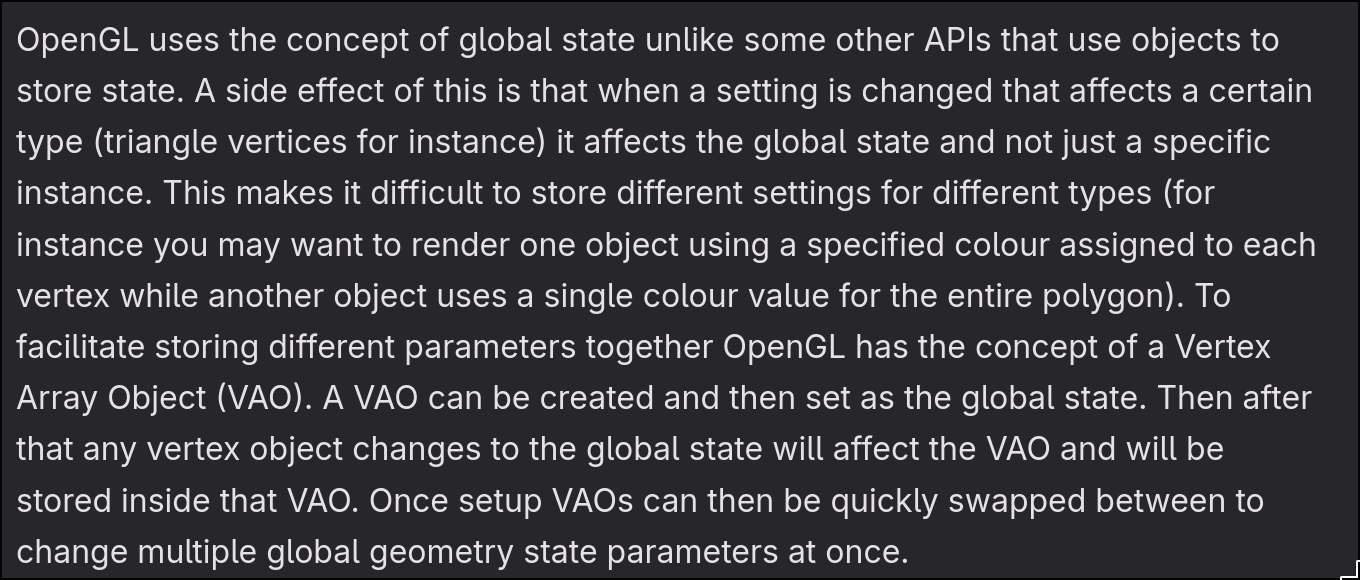 OpenGL uses the concept of global state unlike some other APIs that use objects to
store state. A side effect of this is that when a setting is changed that affects a certain
type (triangle vertices for instance) it affects the global state and not just a specific
instance. This makes it difficult to store different settings for different types (for
instance you may want to render one object using a specified colour assigned to each
vertex while another object uses a single colour value for the entire polygon). To
facilitate storing different parameters together OpenGL has the concept of a Vertex
Array Object (VAO). A VAO can be created and then set as the global state. Then after
that any vertex object changes to the global state will affect the VAO and will be
stored inside that VAO. Once setup VAOs can then be quickly swapped between to
change multiple global geometry state parameters at once.